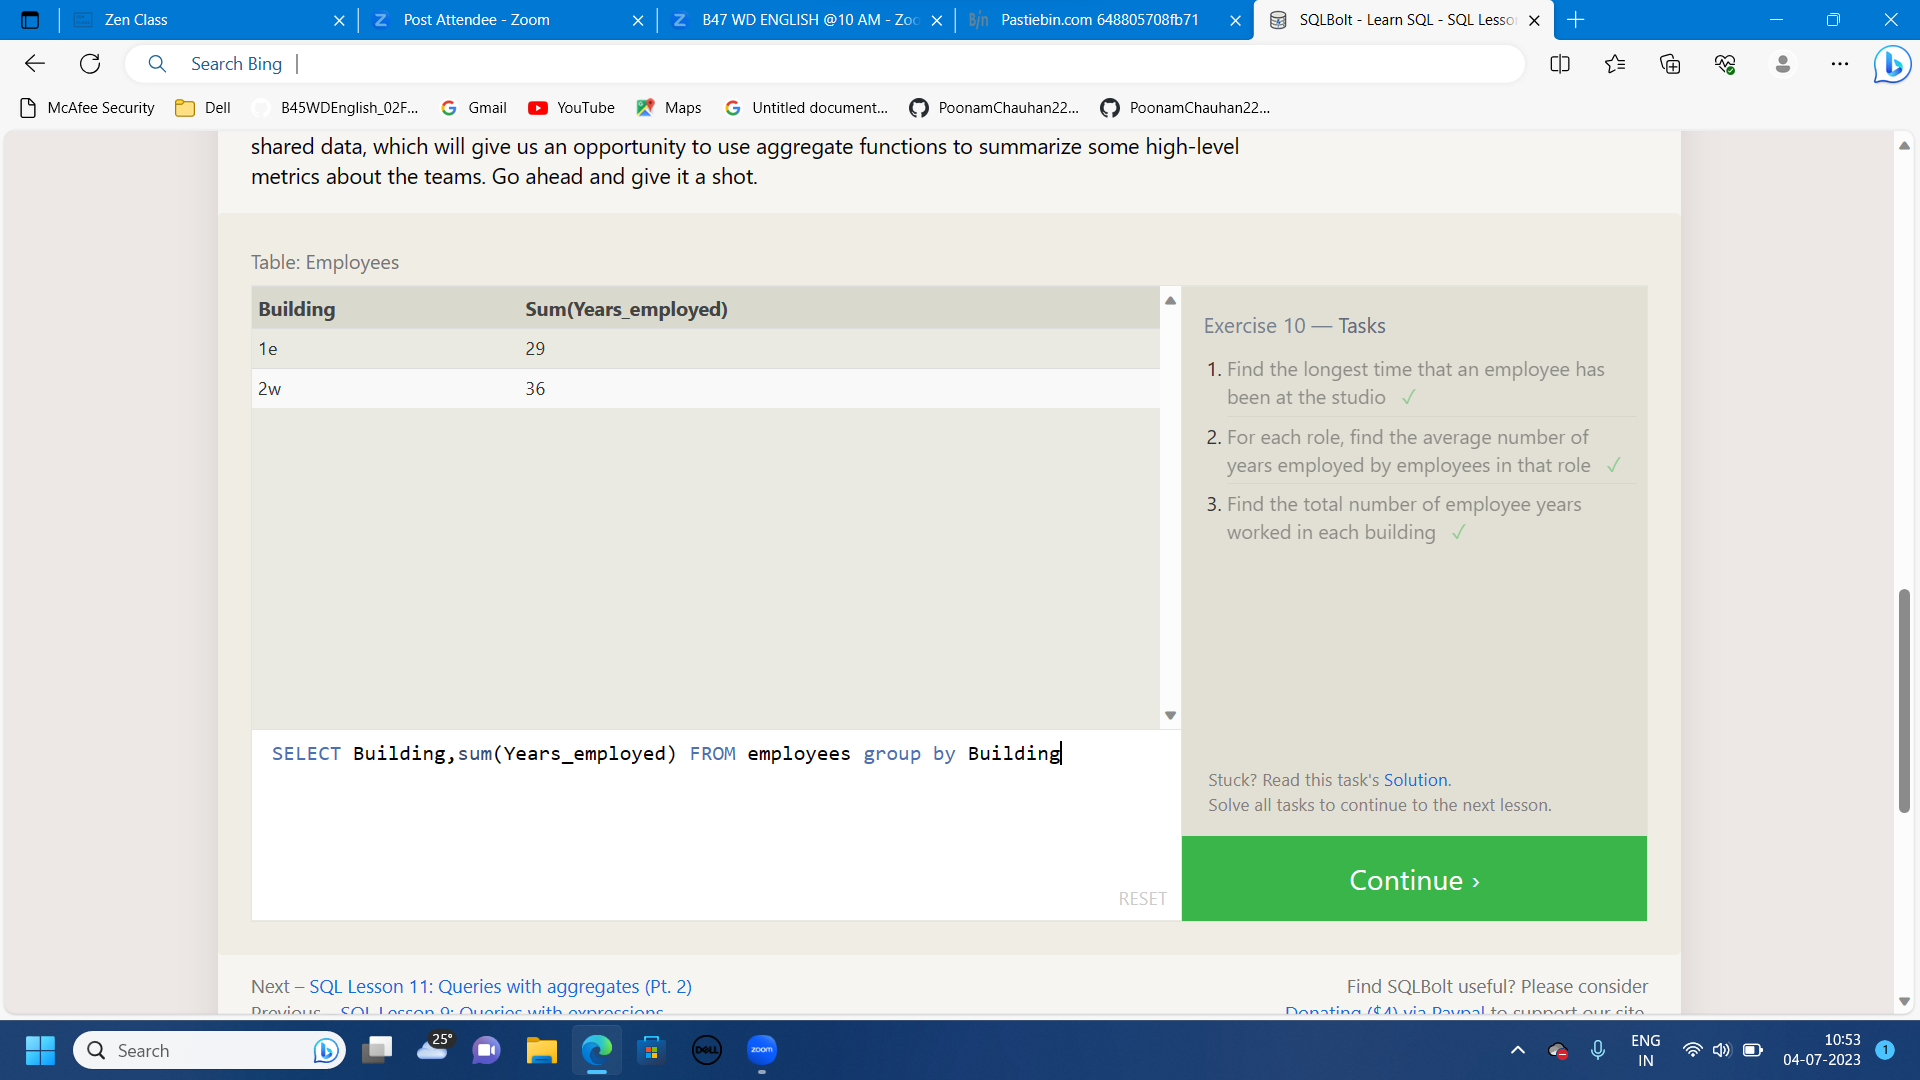 Zen Class
Post Attendee - Zoom
B47 WD ENGLISH @10 AM - Zoo
Pastiebin.com 648805708fb71
SQLBolt - Learn SQL - SQL Lesso
Search Bing
McAfee Security
Dell
B45WDEnglish_02F...
Gmail
YouTube
Maps
Untitled document...
PoonamChauhan22...
PoonamChauhan22...
shared data, which will give us an opportunity to use aggregate functions to summarize some high-level
metrics about the teams. Go ahead and give it a shot.
Table: Employees
Building Sum(Years_employed)
1e 29
2w 36
SELECT Building,sum(Years_employed) FROM employees group by Building
RESET
Exercise 10 — Tasks
1. Find the longest time that an employee has
been at the studio ✓
2. For each role, find the average number of
years employed by employees in that role ✓
3. Find the total number of employee years
worked in each building ✓
Stuck? Read this task's Solution.
Solve all tasks to continue to the next lesson.
Continue ›
Next – SQL Lesson 11: Queries with aggregates (Pt. 2)
Previous – SQL Lesson 9: Queries with expressions
Find SQLBolt useful? Please consider
Donating ($4) via Paypal to support our site.
Search
25°
DELL
zoom
ENG
IN
10:53
04-07-2023
1